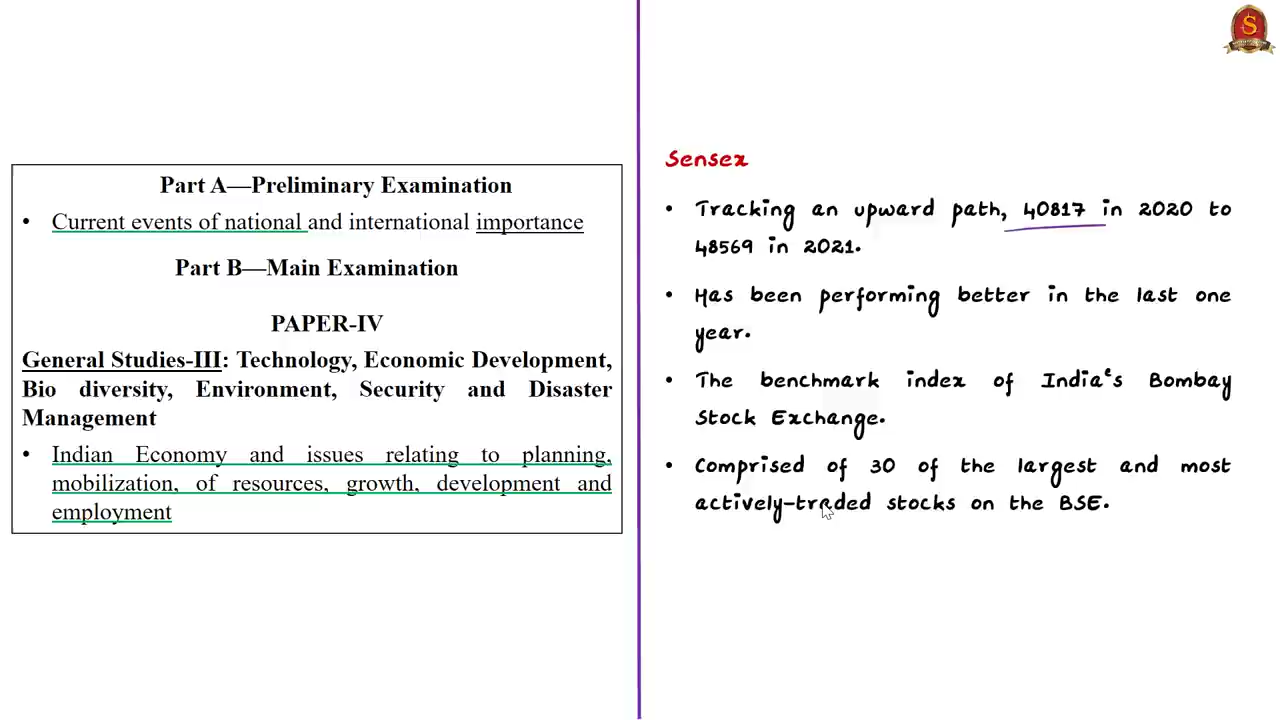 Part A—Preliminary Examination
• Current events of national and international importance
Part B—Main Examination
PAPER-IV
General Studies-III: Technology, Economic Development,
Bio diversity, Environment, Security and Disaster
Management
• Indian Economy and issues relating to planning,
mobilization, of resources, growth, development and
employment
Sensex
• Tracking an upward path, 40817 in 2020 to
48569 in 2021.
• Has been performing better in the last one
year.
• The benchmark index of India's Bombay
Stock Exchange.
• Comprised of 30 of the largest and most
actively-traded stocks on the BSE.
S